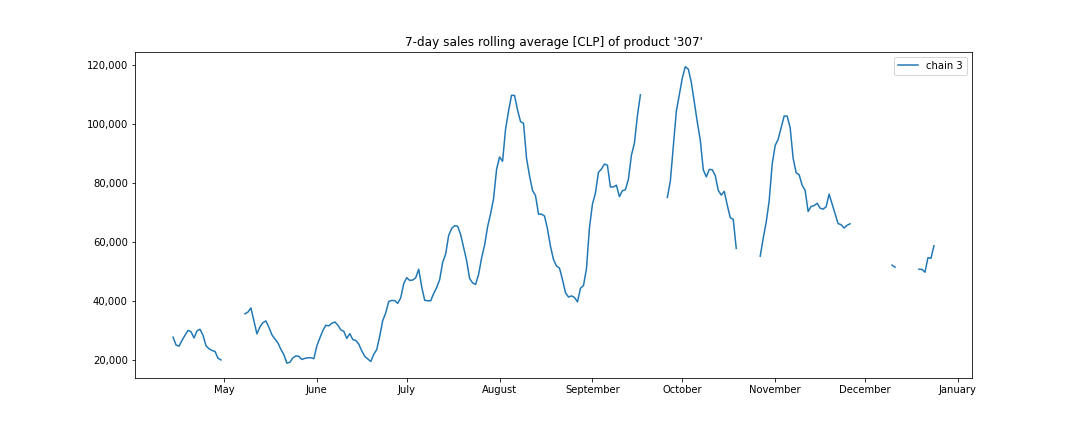 7-day sales rolling average [CLP] of product '307'
chain 3
120,000
100,000
80,000
60,000
40,000
20,000
May June July August September October November December January